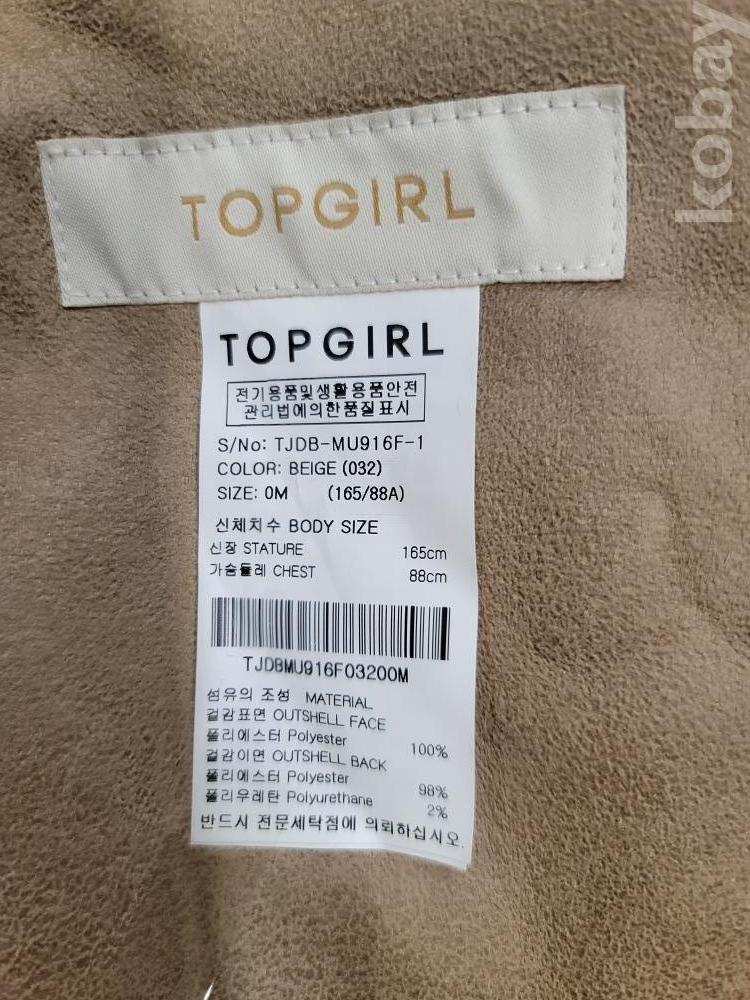 kobay
TOPGIRL
TOPGIRL
전기용품및생활용품안전
관리법에의한품질표시
S/No: TJDB-MU916F-1
COLOR: BEIGE (032)
SIZE: 0M (165/88A)
신체치수 BODY SIZE
신장 STATURE 165cm
가슴둘레 CHEST 88cm
TJDBMU916F03200M
섬유의 조성 MATERIAL
겉감표면 OUTSHELL FACE
폴리에스터 Polyester 100%
겉감이면 OUTSHELL BACK
폴리에스터 Polyester 98%
폴리우레탄 Polyurethane 2%
반드시 전문세탁점에 의뢰하십시오.